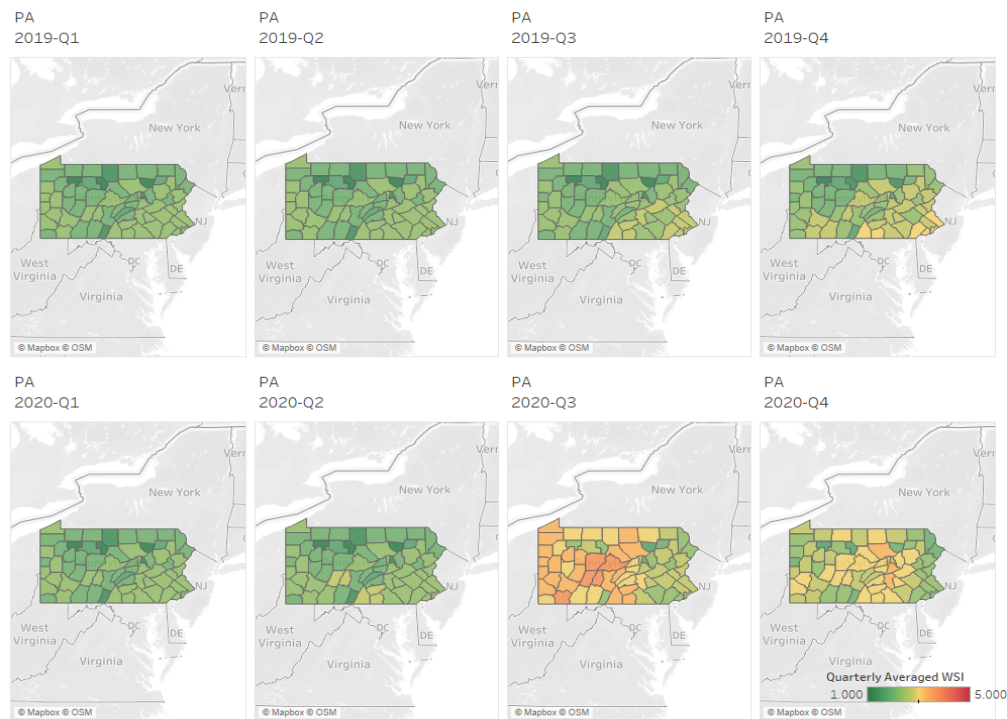 PA
2019-Q1
PA
2019-Q2
PA
2019-Q3
PA
2019-Q4
Verr
New York
NJ
West
Virginia
DC
DE
Virginia
© Mapbox © OSM
Ver
New York
NJ
West
Virginia
DC
DE
Virginia
© Mapbox © OSM
Ver
New York
NJ
West
Virginia
DC
DE
Virginia
© Mapbox © OSM
Verr
New York
NJ
West
Virginia
DC
DE
Virginia
© Mapbox © OSM
PA
2020-Q1
PA
2020-Q2
PA
2020-Q3
PA
2020-Q4
Verr
New York
NJ
West
Virginia
DC
DE
Virginia
© Mapbox © OSM
Ver
New York
NJ
West
Virginia
DC
DE
Virginia
© Mapbox © OSM
Ver
New York
NJ
West
Virginia
DC
DE
Virginia
© Mapbox © OSM
Verr
New York
NJ
West
Virginia
DC
DE
Virginia
© Mapbox © OSM
Quarterly Averaged WSI
1.000 5.000